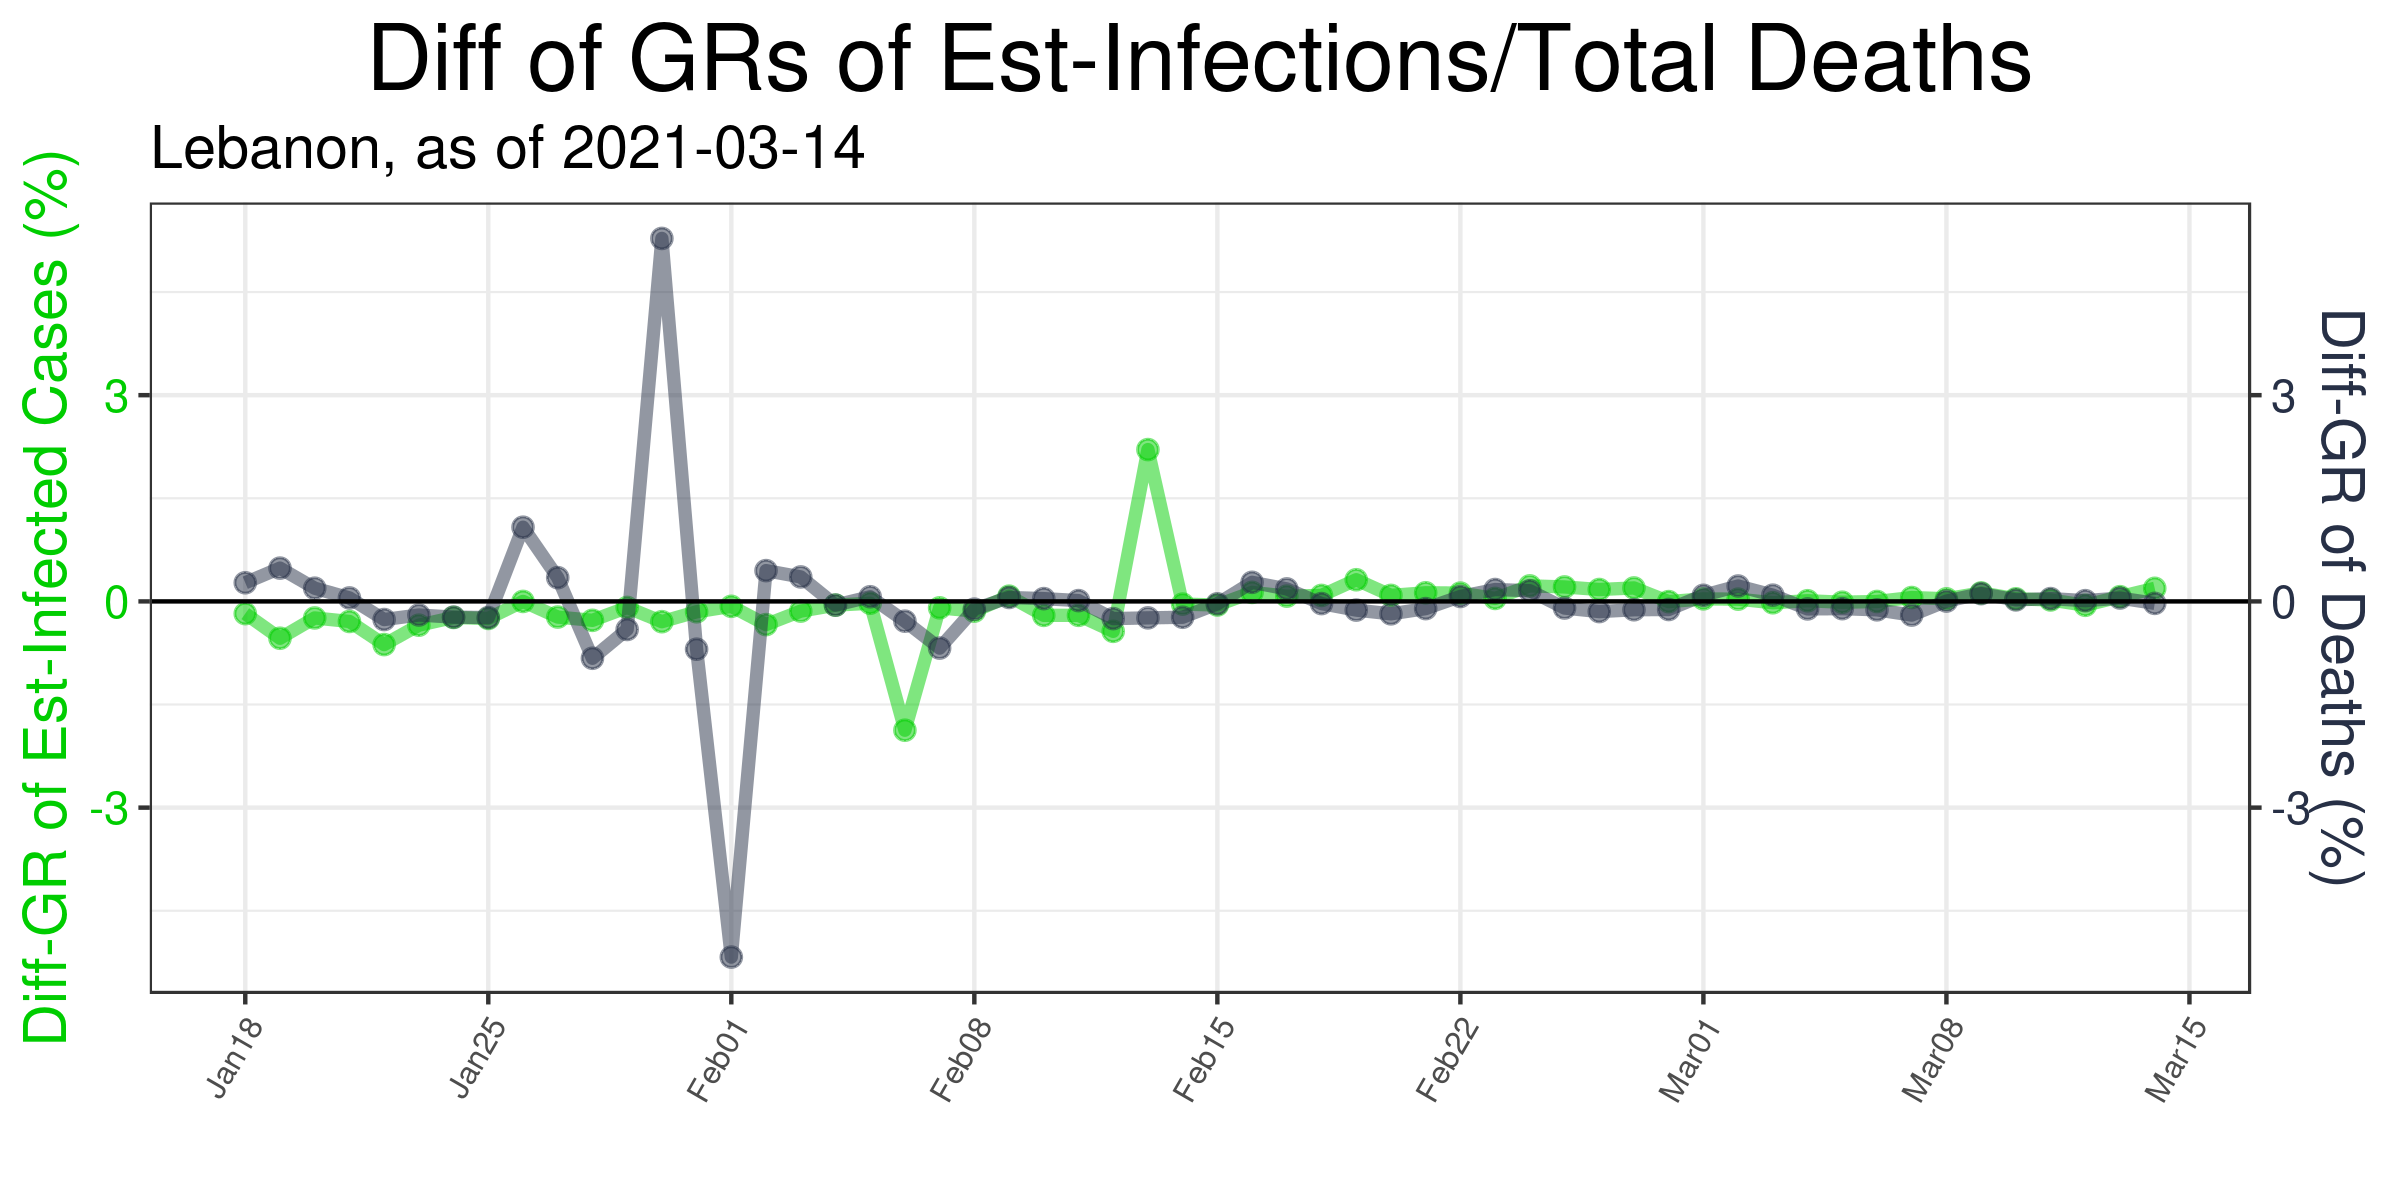 Diff of GRs of Est-Infections/Total Deaths
Lebanon, as of 2021-03-14
Diff-GR of Est-Infected Cases (%)
3
0
-3
3
0
-3
Diff-GR of Deaths (%)
Jan18
Jan25
Feb01
Feb08
Feb15
Feb22
Mar01
Mar08
Mar15